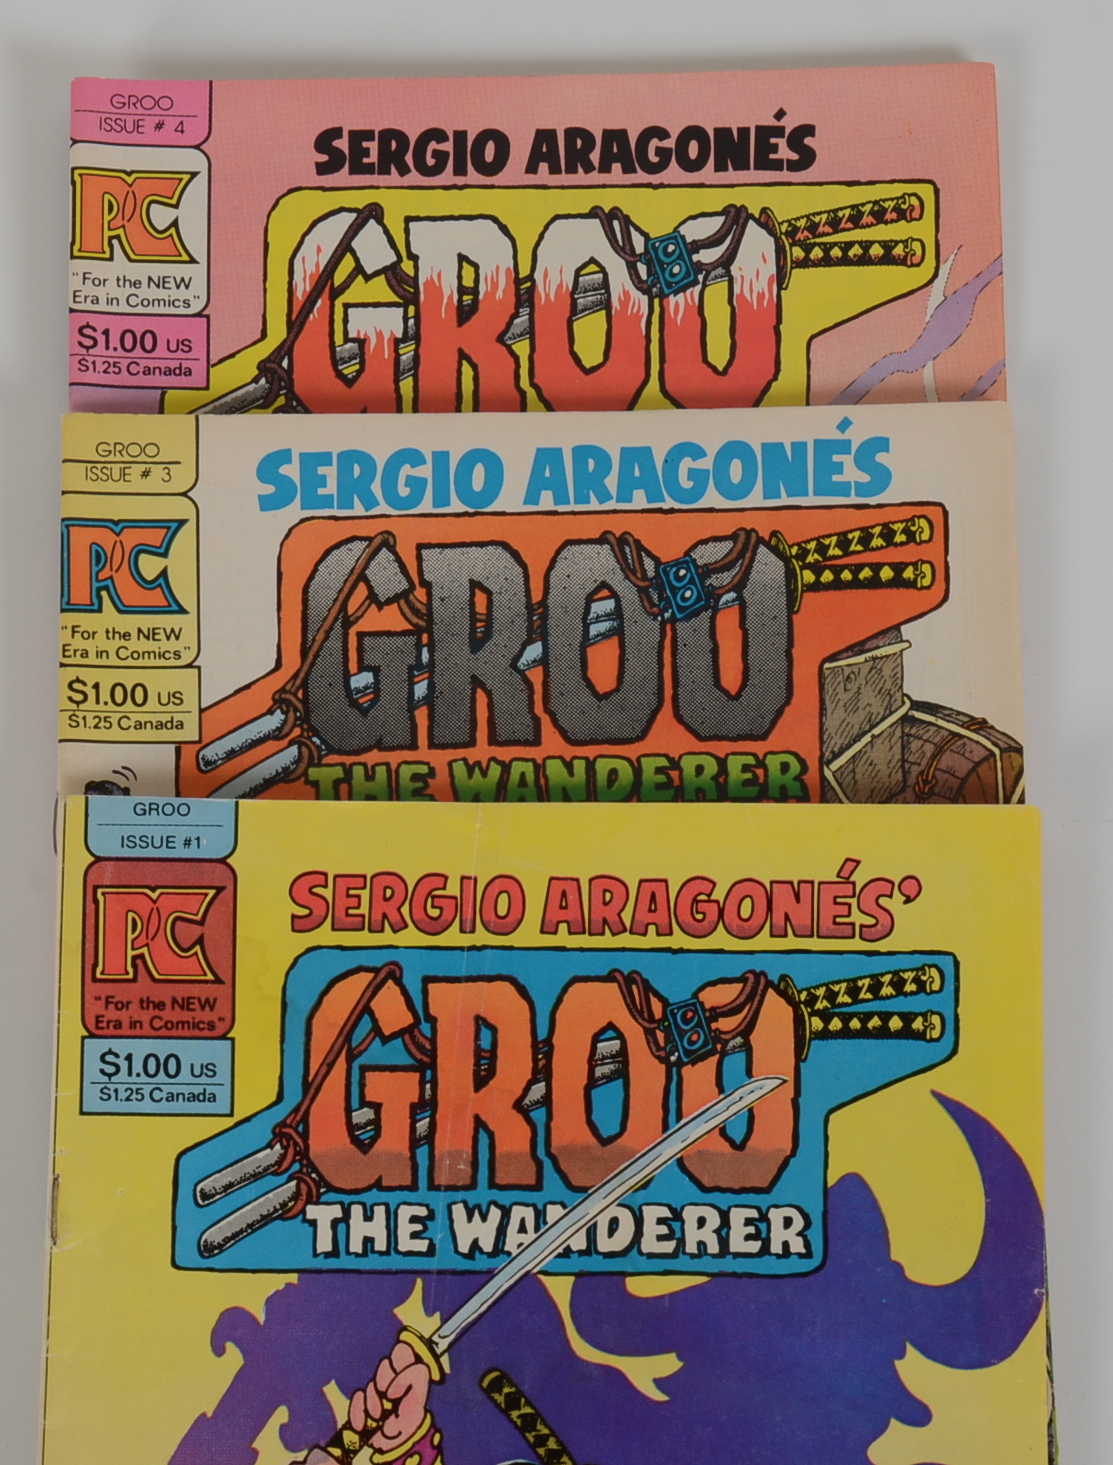 GROO
ISSUE # 4
PC
"For the NEW
Era in Comics"
$1.00 US
$1.25 Canada
SERGIO ARAGONÉS
GROO
GROO
ISSUE # 3
PC
"For the NEW
Era in Comics"
$1.00 US
$1.25 Canada
SERGIO ARAGONÉS
GROO
THE WANDERER
GROO
ISSUE #1
PC
"For the NEW
Era in Comics"
$1.00 US
$1.25 Canada
SERGIO ARAGONÉS'
GROO
THE WANDERER